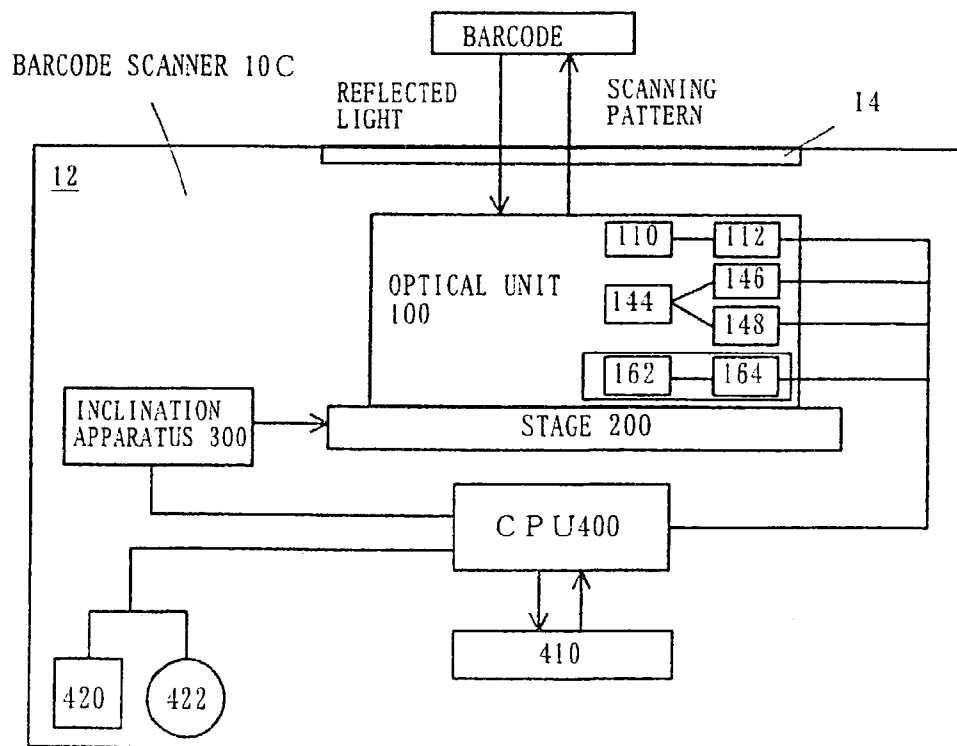 BARCODE
BARCODE SCANNER 10C
REFLECTED
LIGHT
SCANNING
PATTERN
14
12
110
112
OPTICAL UNIT
100
144
146
148
162
164
INCLINATION
APPARATUS 300
STAGE 200
CPU400
410
420
422